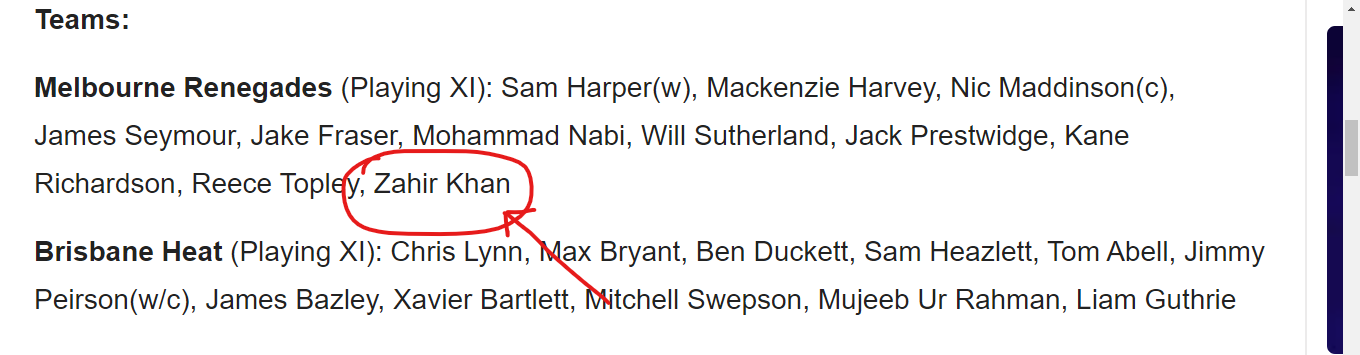 Teams:
Melbourne Renegades (Playing XI): Sam Harper(w), Mackenzie Harvey, Nic Maddinson(c),
James Seymour, Jake Fraser, Mohammad Nabi, Will Sutherland, Jack Prestwidge, Kane
Richardson, Reece Topley, Zahir Khan
Brisbane Heat (Playing XI): Chris Lynn, Max Bryant, Ben Duckett, Sam Heazlett, Tom Abell, Jimmy
Peirson(w/c), James Bazley, Xavier Bartlett, Mitchell Swepson, Mujeeb Ur Rahman, Liam Guthrie